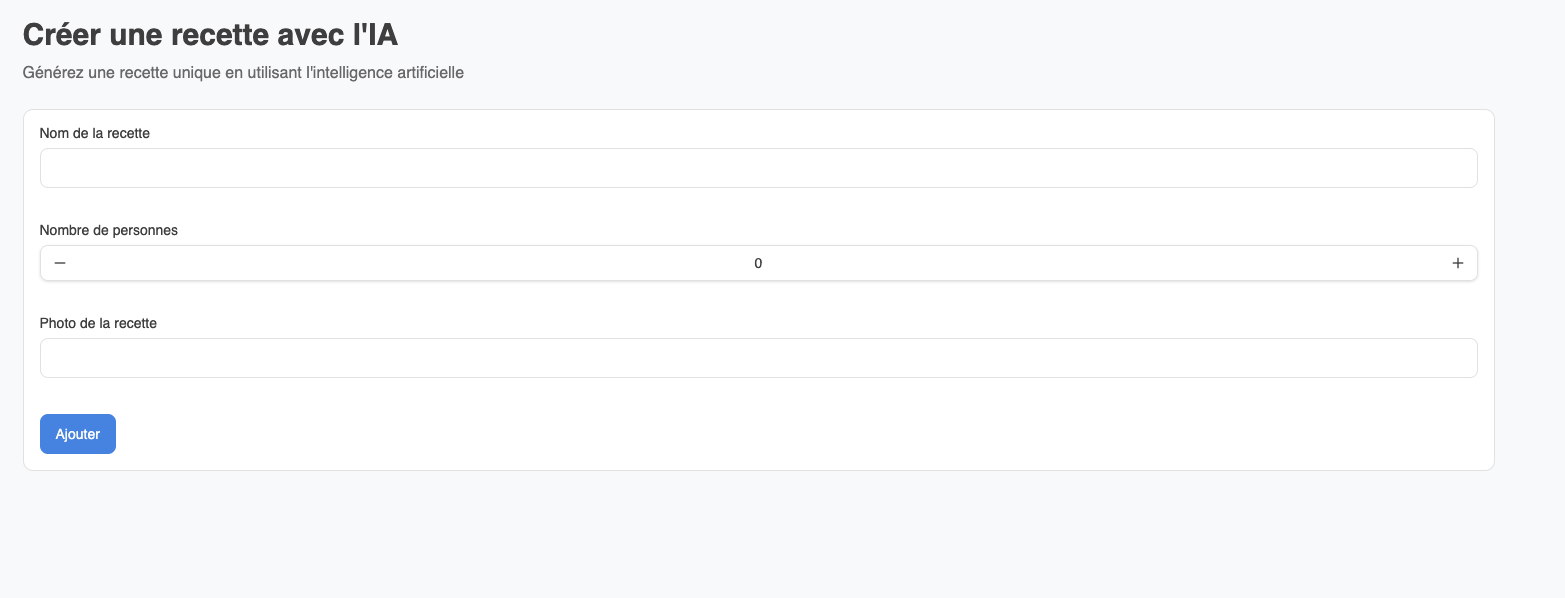 Créer une recette avec l'IA
Générez une recette unique en utilisant l'intelligence artificielle
Nom de la recette
Nombre de personnes
0
Photo de la recette
Ajouter